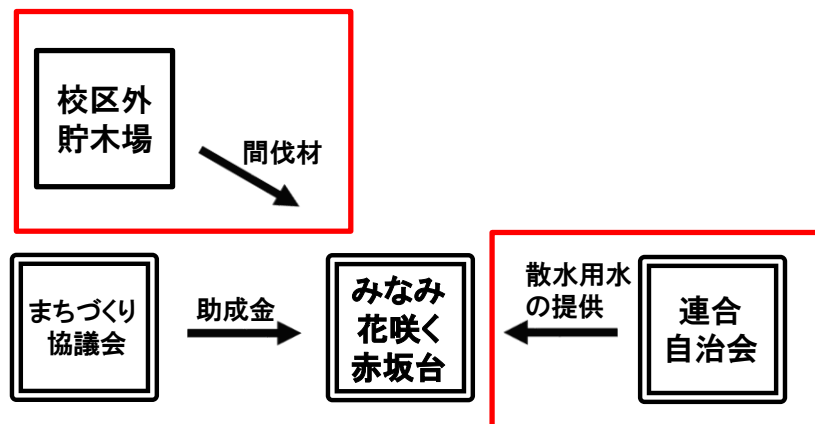 校区外
貯木場
間伐材
まちづくり
協議会
助成金
みなみ
花咲く
赤坂台
散水用水
の提供
連合
自治会